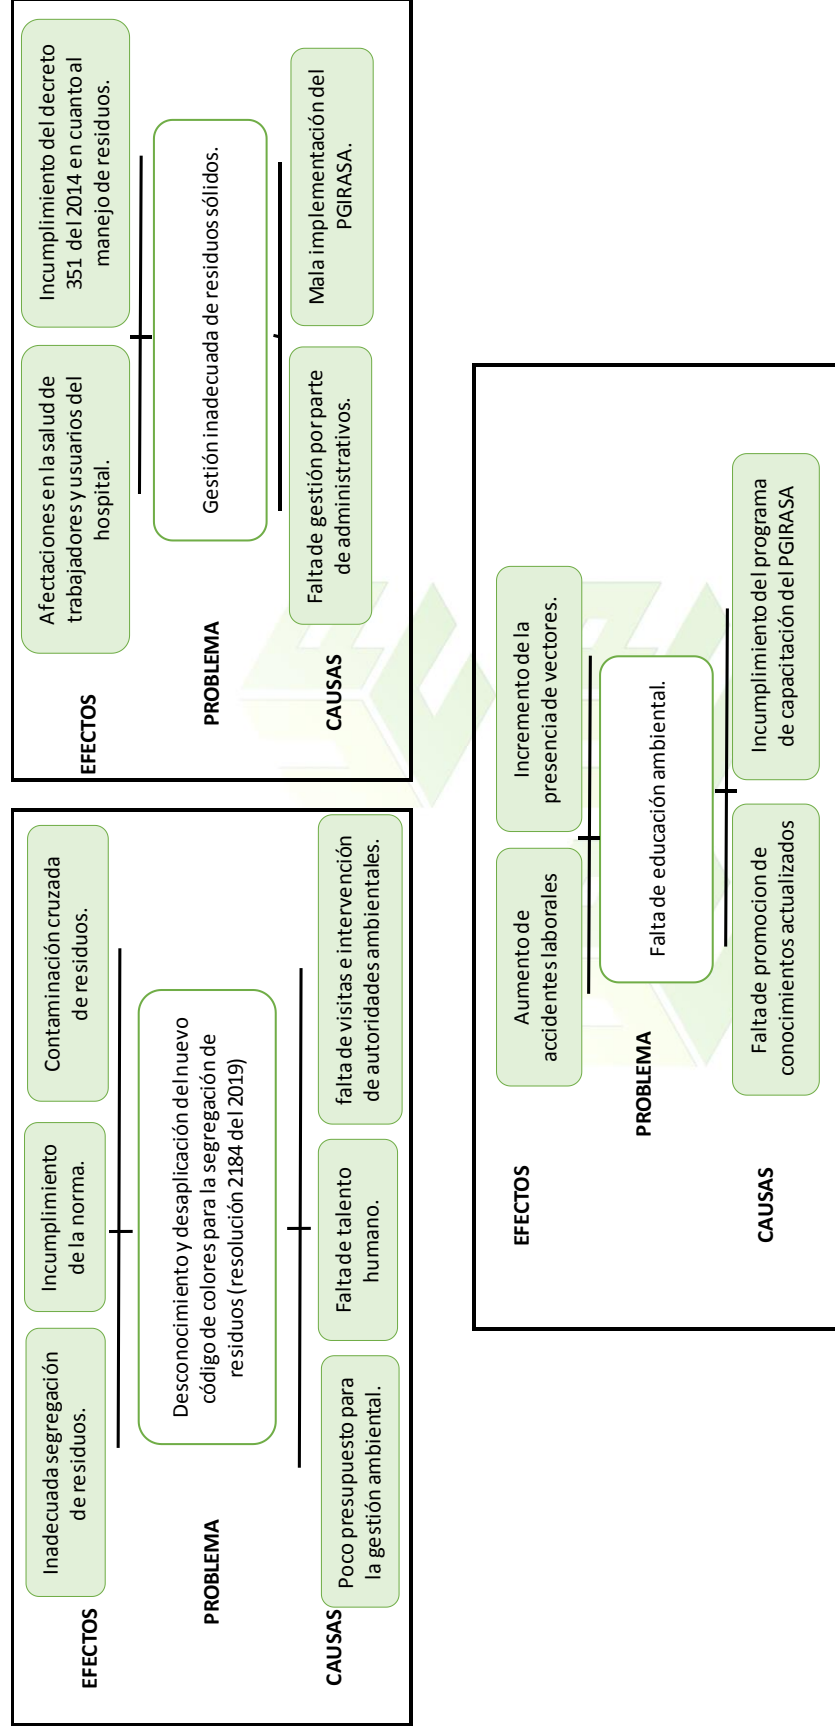 EFECTOS
Inadecuada segregación
de residuos.
Incumplimiento
de la norma.
Contaminación cruzada
de residuos.
PROBLEMA
Desconocimiento y desaplicación del nuevo
código de colores para la segregación de
residuos (resolución 2184 del 2019)
CAUSAS
Poco presupuesto para
la gestión ambiental.
Falta de talento
humano.
falta de visitas e intervención
de autoridades ambientales.
EFECTOS
Afectaciones en la salud de
trabajadores y usuarios del
hospital.
Incumplimiento del decreto
351 del 2014 en cuanto al
manejo de residuos.
PROBLEMA
Gestión inadecuada de residuos sólidos.
CAUSAS
Falta de gestión por parte
de administrativos.
Mala implementación del
PGIRASA.
EFECTOS
Aumento de
accidentes laborales
Incremento de la
presencia de vectores.
PROBLEMA
Falta de educación ambiental.
CAUSAS
Falta de promocion de
conocimientos actualizados
Incumplimiento del programa
de capacitación del PGIRASA